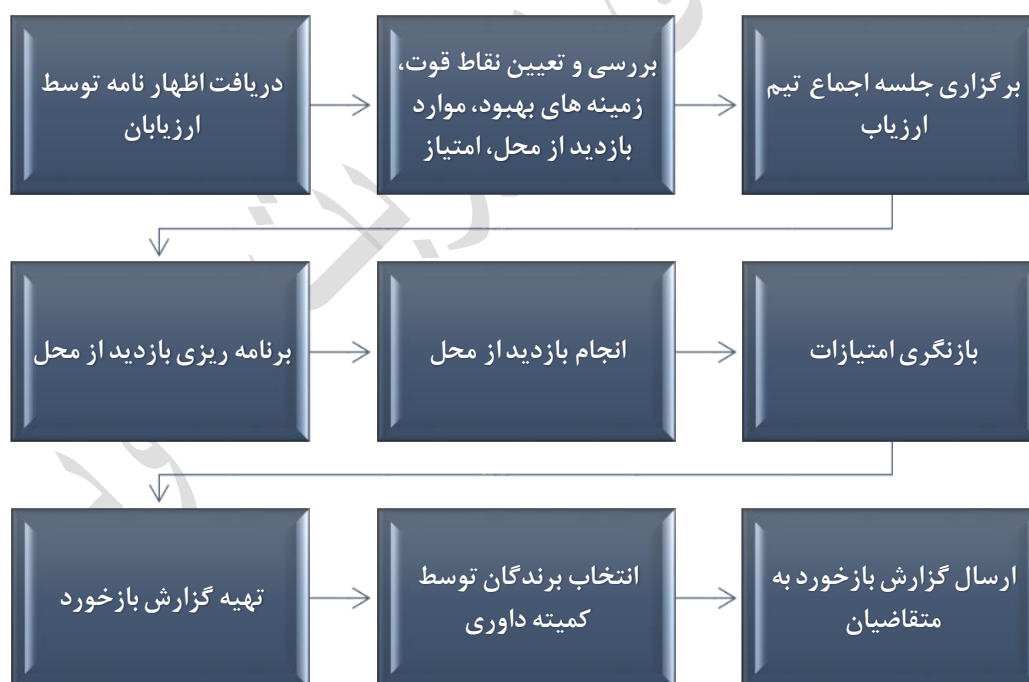 دریافت اظهار نامه توسط
ارزیابان
بررسی و تعیین نقاط قوت،
زمینه های بهبود، موارد
بازدید از محل، امتیاز
برگزاری جلسه اجماع تیم
ارزیاب
برنامه ریزی بازدید از محل
انجام بازدید از محل
بازنگری امتیازات
تهیه گزارش بازخورد
انتخاب برندگان توسط
کمیته داوری
ارسال گزارش بازخورد به
متقاضیان